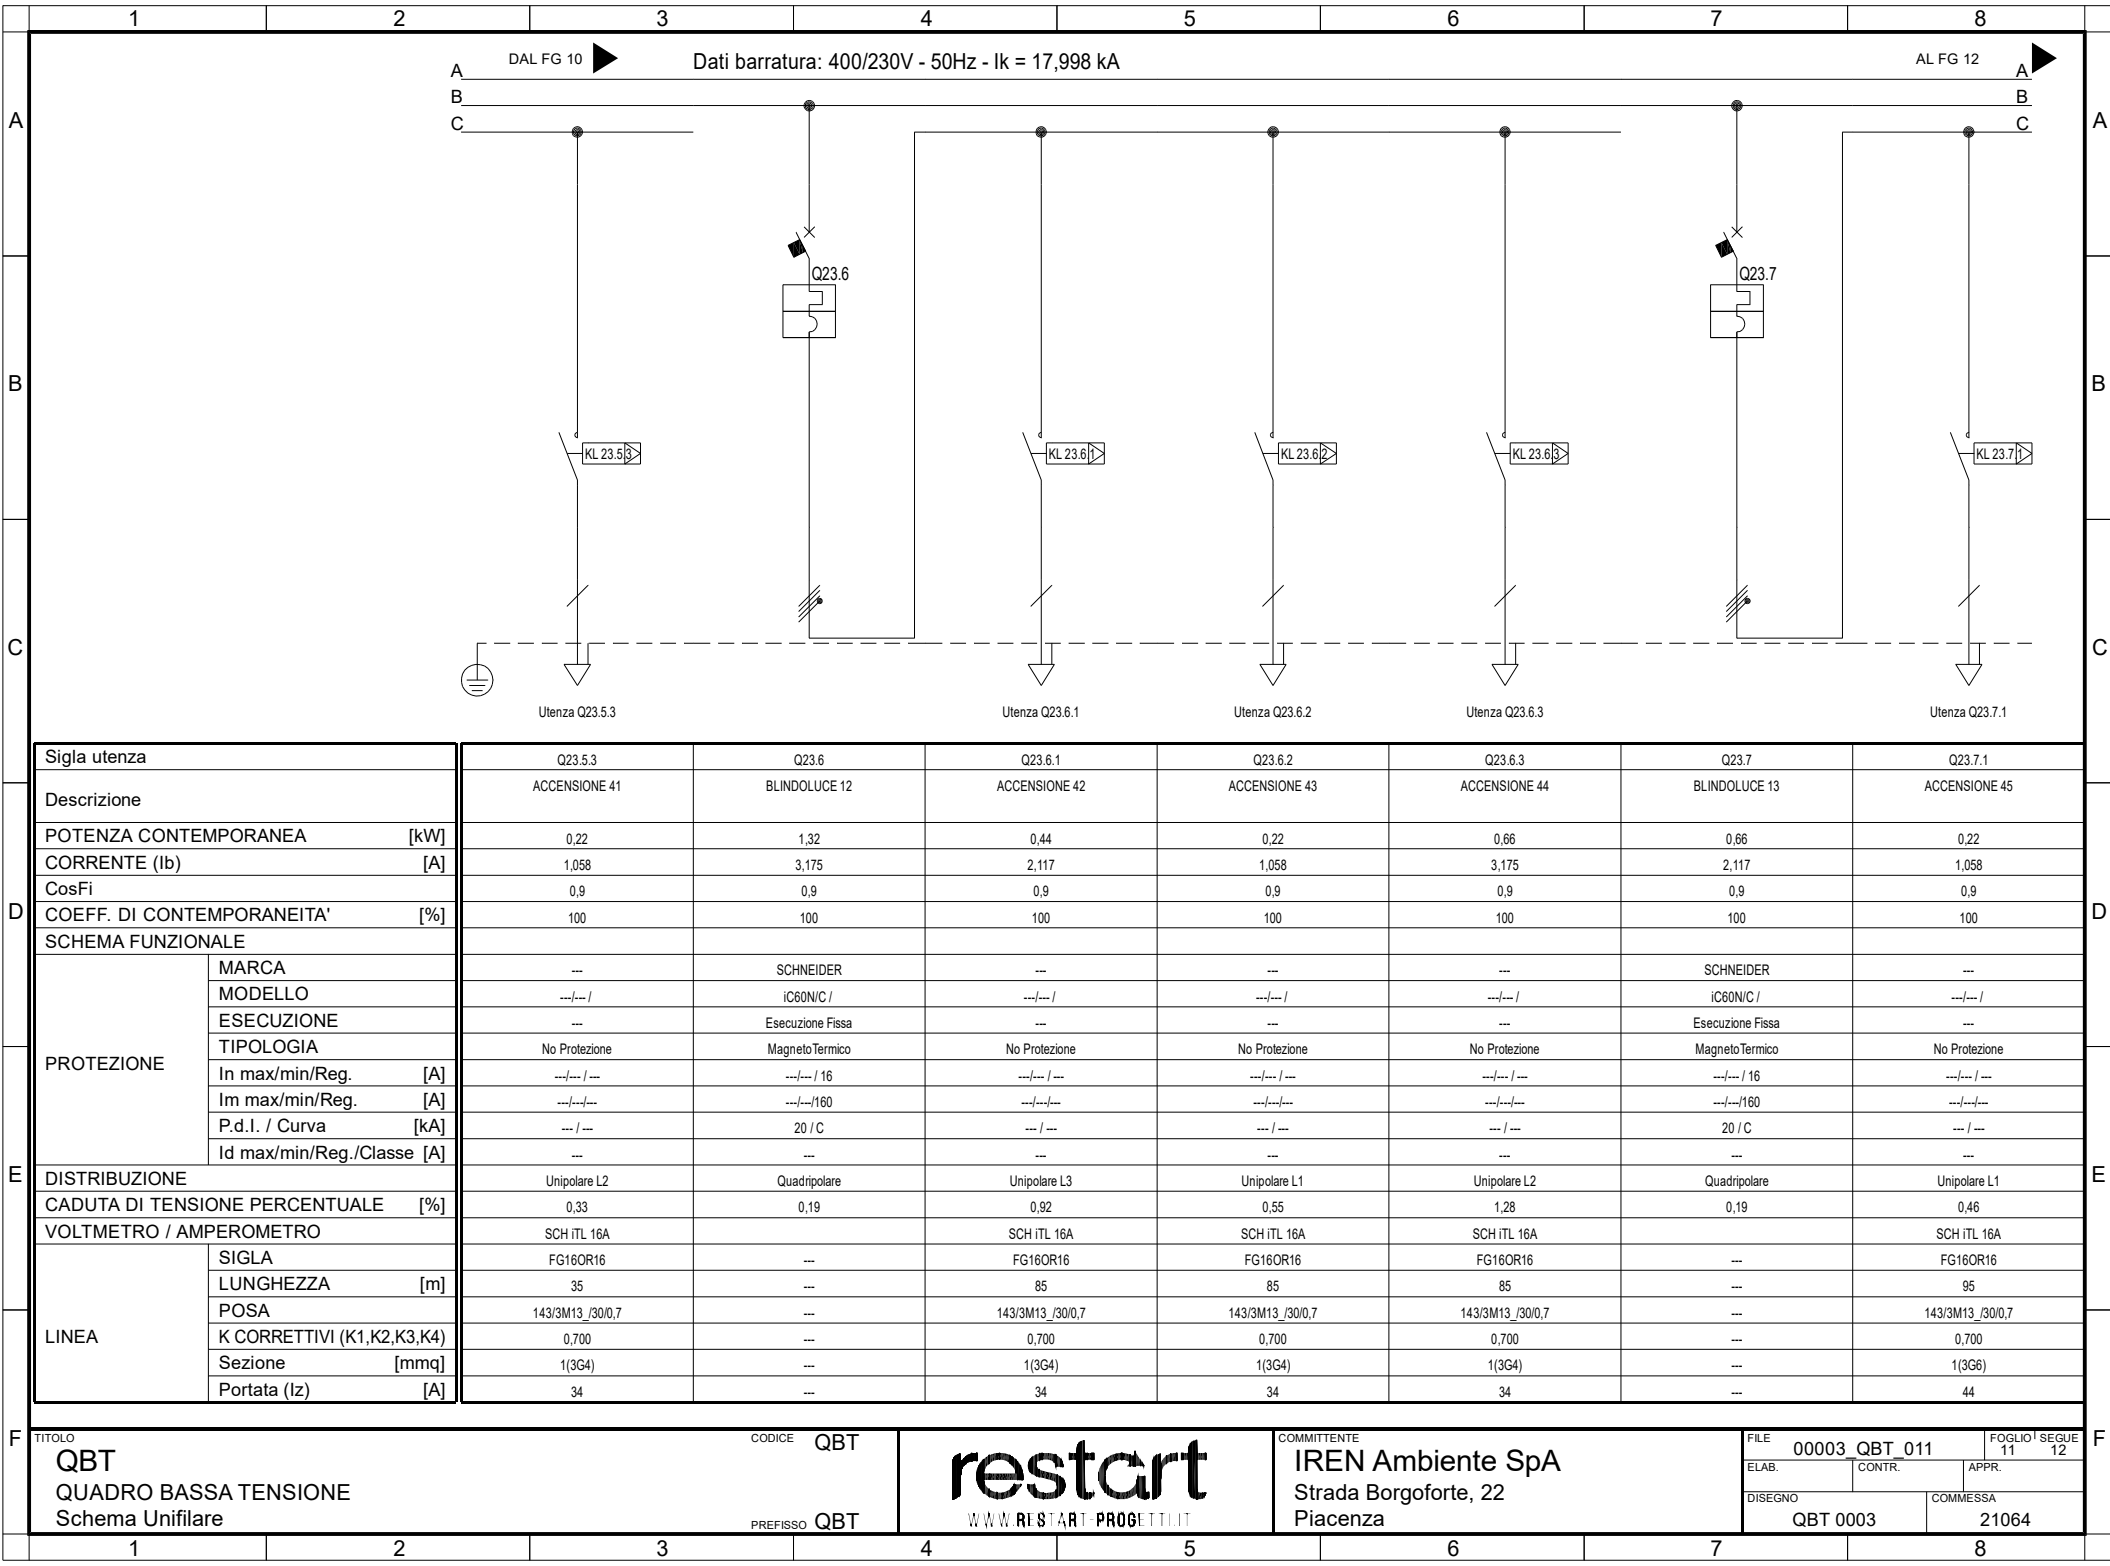 1 2 3 4 5 6 7 8
DAL FG 10 Dati barratura: 400/230V - 50Hz - Ik = 17,998 kA AL FG 12
A A
B B
C C
A A
Q23.6 Q23.7
B B
KL 23.5.3 KL 23.6.1 KL 23.6.2 KL 23.6.3 KL 23.7.1
C C
Utenza Q23.5.3 Utenza Q23.6.1 Utenza Q23.6.2 Utenza Q23.6.3 Utenza Q23.7.1
Sigla utenza Q23.5.3 Q23.6 Q23.6.1 Q23.6.2 Q23.6.3 Q23.7 Q23.7.1
Descrizione ACCENSIONE 41 BLINDOLUCE 12 ACCENSIONE 42 ACCENSIONE 43 ACCENSIONE 44 BLINDOLUCE 13 ACCENSIONE 45
POTENZA CONTEMPORANEA [kW] 0,22 1,32 0,44 0,22 0,66 0,66 0,22
CORRENTE (Ib) [A] 1,058 3,175 2,117 1,058 3,175 2,117 1,058
CosFi 0,9 0,9 0,9 0,9 0,9 0,9 0,9
D COEFF. DI CONTEMPORANEITA' [%] 100 100 100 100 100 100 100 D
SCHEMA FUNZIONALE
PROTEZIONE
MARCA --- SCHNEIDER --- --- --- SCHNEIDER ---
MODELLO ---/--- / iC60N/C / ---/--- / ---/--- / ---/--- / iC60N/C / ---/--- /
ESECUZIONE --- Esecuzione Fissa --- --- --- Esecuzione Fissa ---
TIPOLOGIA No Protezione MagnetoTermico No Protezione No Protezione No Protezione MagnetoTermico No Protezione
In max/min/Reg. [A] ---/--- / --- ---/--- / 16 ---/--- / --- ---/--- / --- ---/--- / --- ---/--- / 16 ---/--- / ---
Im max/min/Reg. [A] ---/---/--- ---/---/160 ---/---/--- ---/---/--- ---/---/--- ---/---/160 ---/---/---
P.d.I. / Curva [kA] --- / --- 20 / C --- / --- --- / --- --- / --- 20 / C --- / ---
Id max/min/Reg./Classe [A] --- --- --- --- --- --- ---
E DISTRIBUZIONE Unipolare L2 Quadripolare Unipolare L3 Unipolare L1 Unipolare L2 Quadripolare Unipolare L1 E
CADUTA DI TENSIONE PERCENTUALE [%] 0,33 0,19 0,92 0,55 1,28 0,19 0,46
VOLTMETRO / AMPEROMETRO SCH iTL 16A SCH iTL 16A SCH iTL 16A SCH iTL 16A SCH iTL 16A
LINEA
SIGLA FG16OR16 --- FG16OR16 FG16OR16 FG16OR16 --- FG16OR16
LUNGHEZZA [m] 35 --- 85 85 85 --- 95
POSA 143/3M13_/30/0,7 --- 143/3M13_/30/0,7 143/3M13_/30/0,7 143/3M13_/30/0,7 --- 143/3M13_/30/0,7
K CORRETTIVI (K1,K2,K3,K4) 0,700 --- 0,700 0,700 0,700 --- 0,700
Sezione [mmq] 1(3G4) --- 1(3G4) 1(3G4) 1(3G4) --- 1(3G6)
Portata (Iz) [A] 34 --- 34 34 34 --- 44
F F
TITOLO
QBT
QUADRO BASSA TENSIONE
Schema Unifilare
CODICE QBT
PREFISSO QBT
restart
WWW.RESTART-PROGETTI.IT
COMMITTENTE
IREN Ambiente SpA
Strada Borgoforte, 22
Piacenza
FILE 00003_QBT_011
FOGLIO 11 SEGUE 12
ELAB. CONTR. APPR.
DISEGNO QBT 0003
COMMESSA 21064
1 2 3 4 5 6 7 8